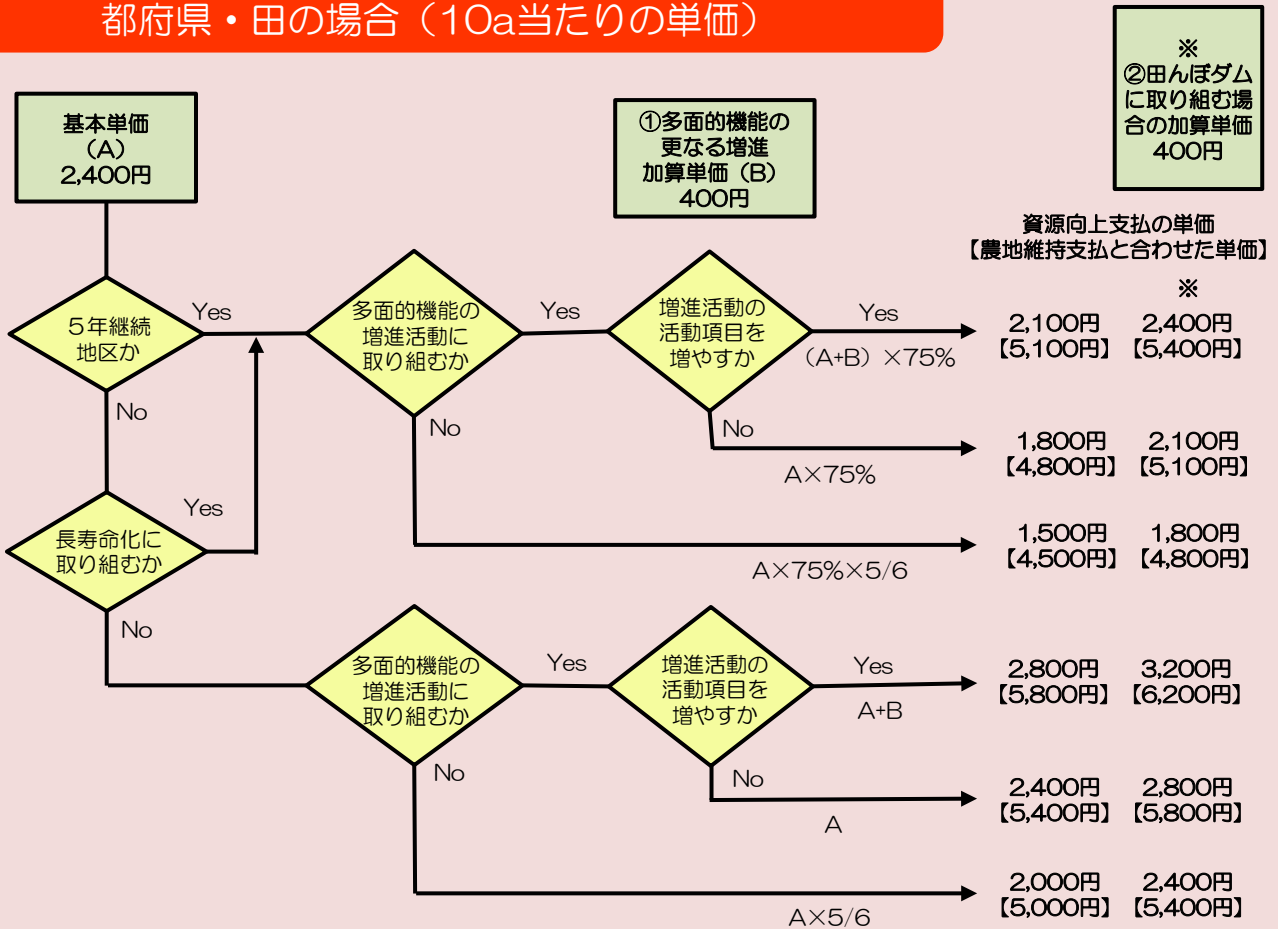 都府県・田の場合（10a当たりの単価）
※
②田んぼダム
に取り組む場
合の加算単価
400円
基本単価
（A）
2,400円
①多面的機能の
更なる増進
加算単価（B）
400円
資源向上支払の単価
【農地維持支払と合わせた単価】
※
５年継続
地区か
Yes
No
多面的機能の
増進活動に
取り組むか
Yes
No
増進活動の
活動項目を
増やすか
Yes
（A+B）×75%
2,100円 2,400円
【5,100円】 【5,400円】
No
A×75%
1,800円 2,100円
【4,800円】 【5,100円】
長寿命化に
取り組むか
Yes
No
A×75%×5/6
1,500円 1,800円
【4,500円】 【4,800円】
多面的機能の
増進活動に
取り組むか
Yes
No
増進活動の
活動項目を
増やすか
Yes
A+B
2,800円 3,200円
【5,800円】 【6,200円】
No
A
2,400円 2,800円
【5,400円】 【5,800円】
A×5/6
2,000円 2,400円
【5,000円】 【5,400円】